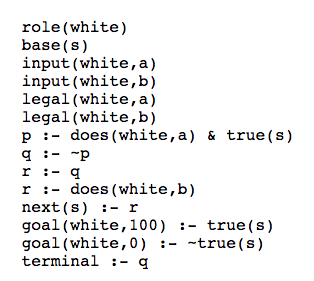 role(white)
base(s)
input(white,a)
input(white,b)
legal(white,a)
legal(white,b)
p :- does(white,a) & true(s)
q :- ~p
r :- q
r :- does(white,b)
next(s) :- r
goal(white,100) :- true(s)
goal(white,0) :- ~true(s)
terminal :- q